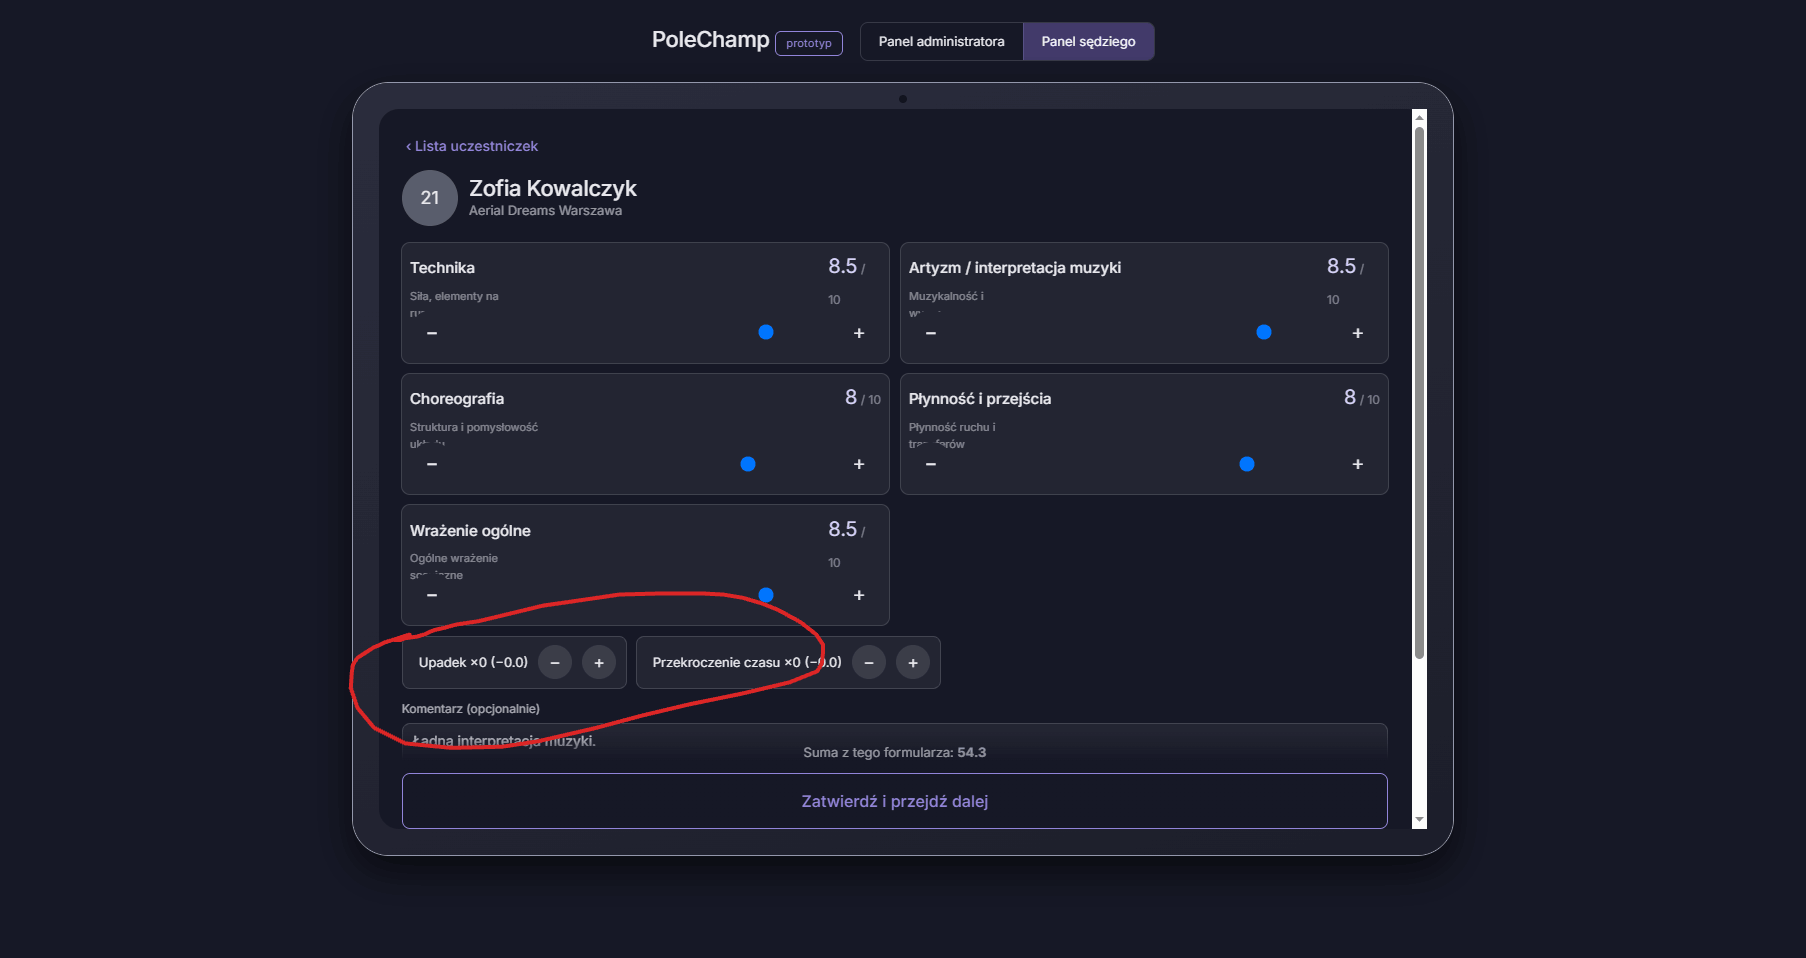 PoleChamp prototyp Panel administratora Panel sędziego
‹ Lista uczestniczek
21
Zofia Kowalczyk
Aerial Dreams Warszawa
Technika 8.5 /
Siła, elementy na 10
− +
Artyzm / interpretacja muzyki 8.5 /
Muzykalność i 10
− +
Choreografia 8 / 10
Struktura i pomysłowość
− +
Płynność i przejścia 8 / 10
Płynność ruchu i
transferów
− +
Wrażenie ogólne 8.5 /
Ogólne wrażenie 10
sceniczne
− +
Upadek ×0 (−0.0) − +
Przekroczenie czasu ×0 (−0.0) − +
Komentarz (opcjonalnie)
Ładna interpretacja muzyki.
Suma z tego formularza: 54.3
Zatwierdź i przejdź dalej